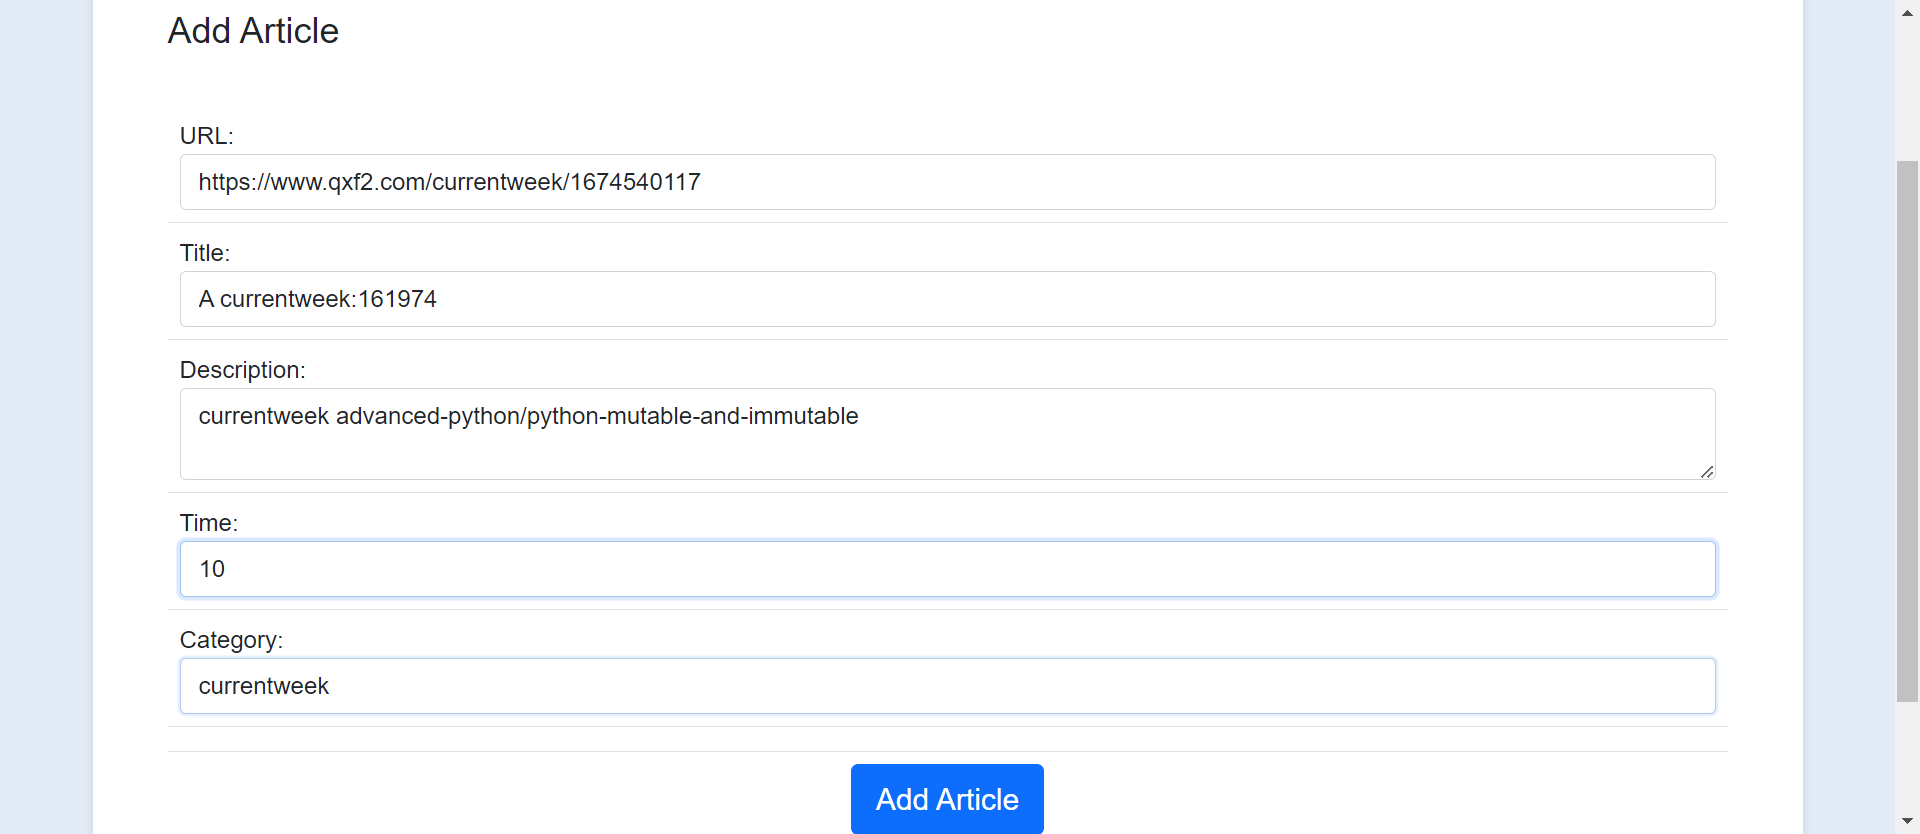 Add Article
URL:
https://www.qxf2.com/currentweek/1674540117
Title:
A currentweek:161974
Description:
currentweek advanced-python/python-mutable-and-immutable
Time:
10
Category:
currentweek
Add Article